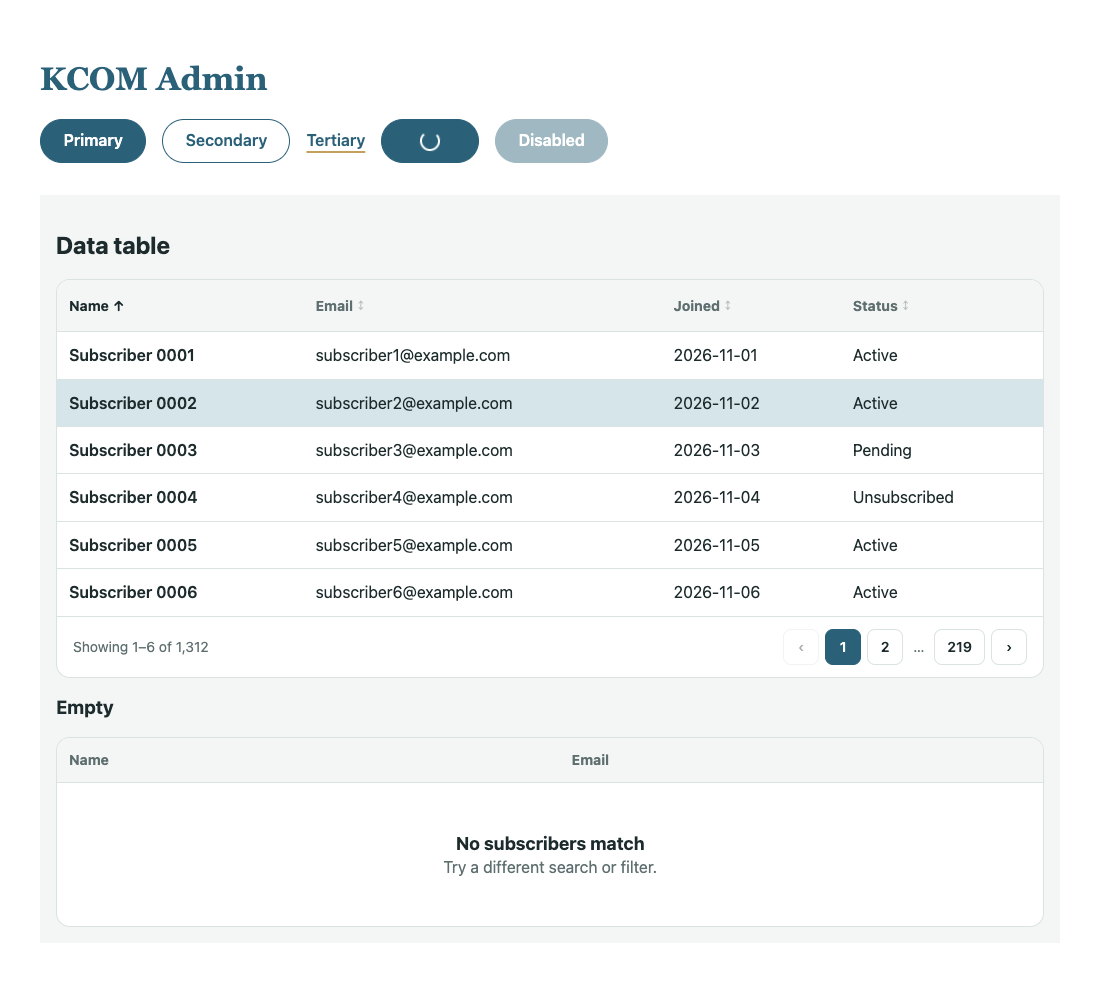 KCOM Admin
Primary Secondary Tertiary Disabled
Data table
Name ↑ Email ↕ Joined ↕ Status ↕
Subscriber 0001 subscriber1@example.com 2026-11-01 Active
Subscriber 0002 subscriber2@example.com 2026-11-02 Active
Subscriber 0003 subscriber3@example.com 2026-11-03 Pending
Subscriber 0004 subscriber4@example.com 2026-11-04 Unsubscribed
Subscriber 0005 subscriber5@example.com 2026-11-05 Active
Subscriber 0006 subscriber6@example.com 2026-11-06 Active
Showing 1–6 of 1,312 ‹ 1 2 … 219 ›
Empty
Name Email
No subscribers match
Try a different search or filter.